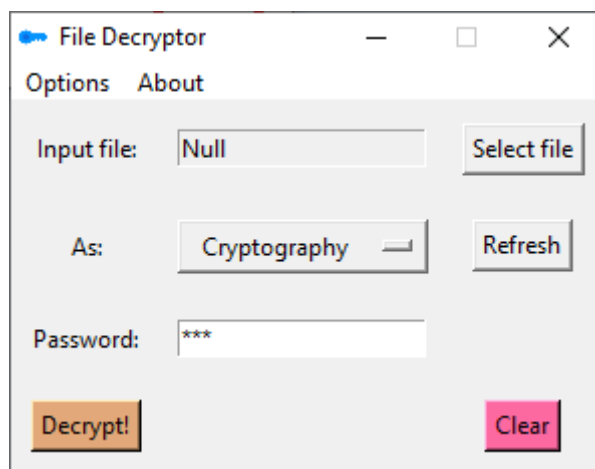 File Decryptor
Options About
Input file: Null Select file
As: Cryptography Refresh
Password: ***
Decrypt! Clear